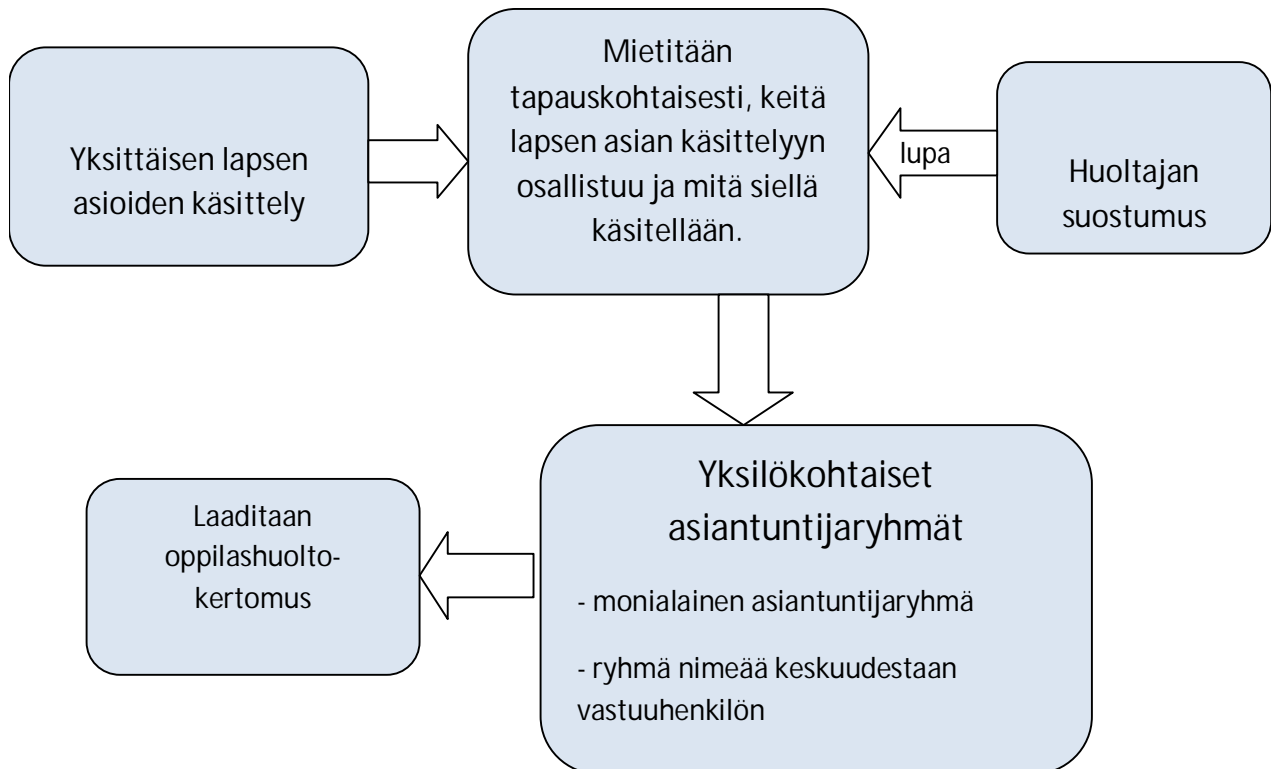 Yksittäisen lapsen
asioiden käsittely
Mietitään
tapauskohtaisesti, keitä
lapsen asian käsittelyyn
osallistuu ja mitä siellä
käsitellään.
lupa
Huoltajan
suostumus
Yksilökohtaiset
asiantuntijaryhmät
- monialainen asiantuntijaryhmä
- ryhmä nimeää keskuudestaan
vastuuhenkilön
Laaditaan
oppilashuolto-
kertomus